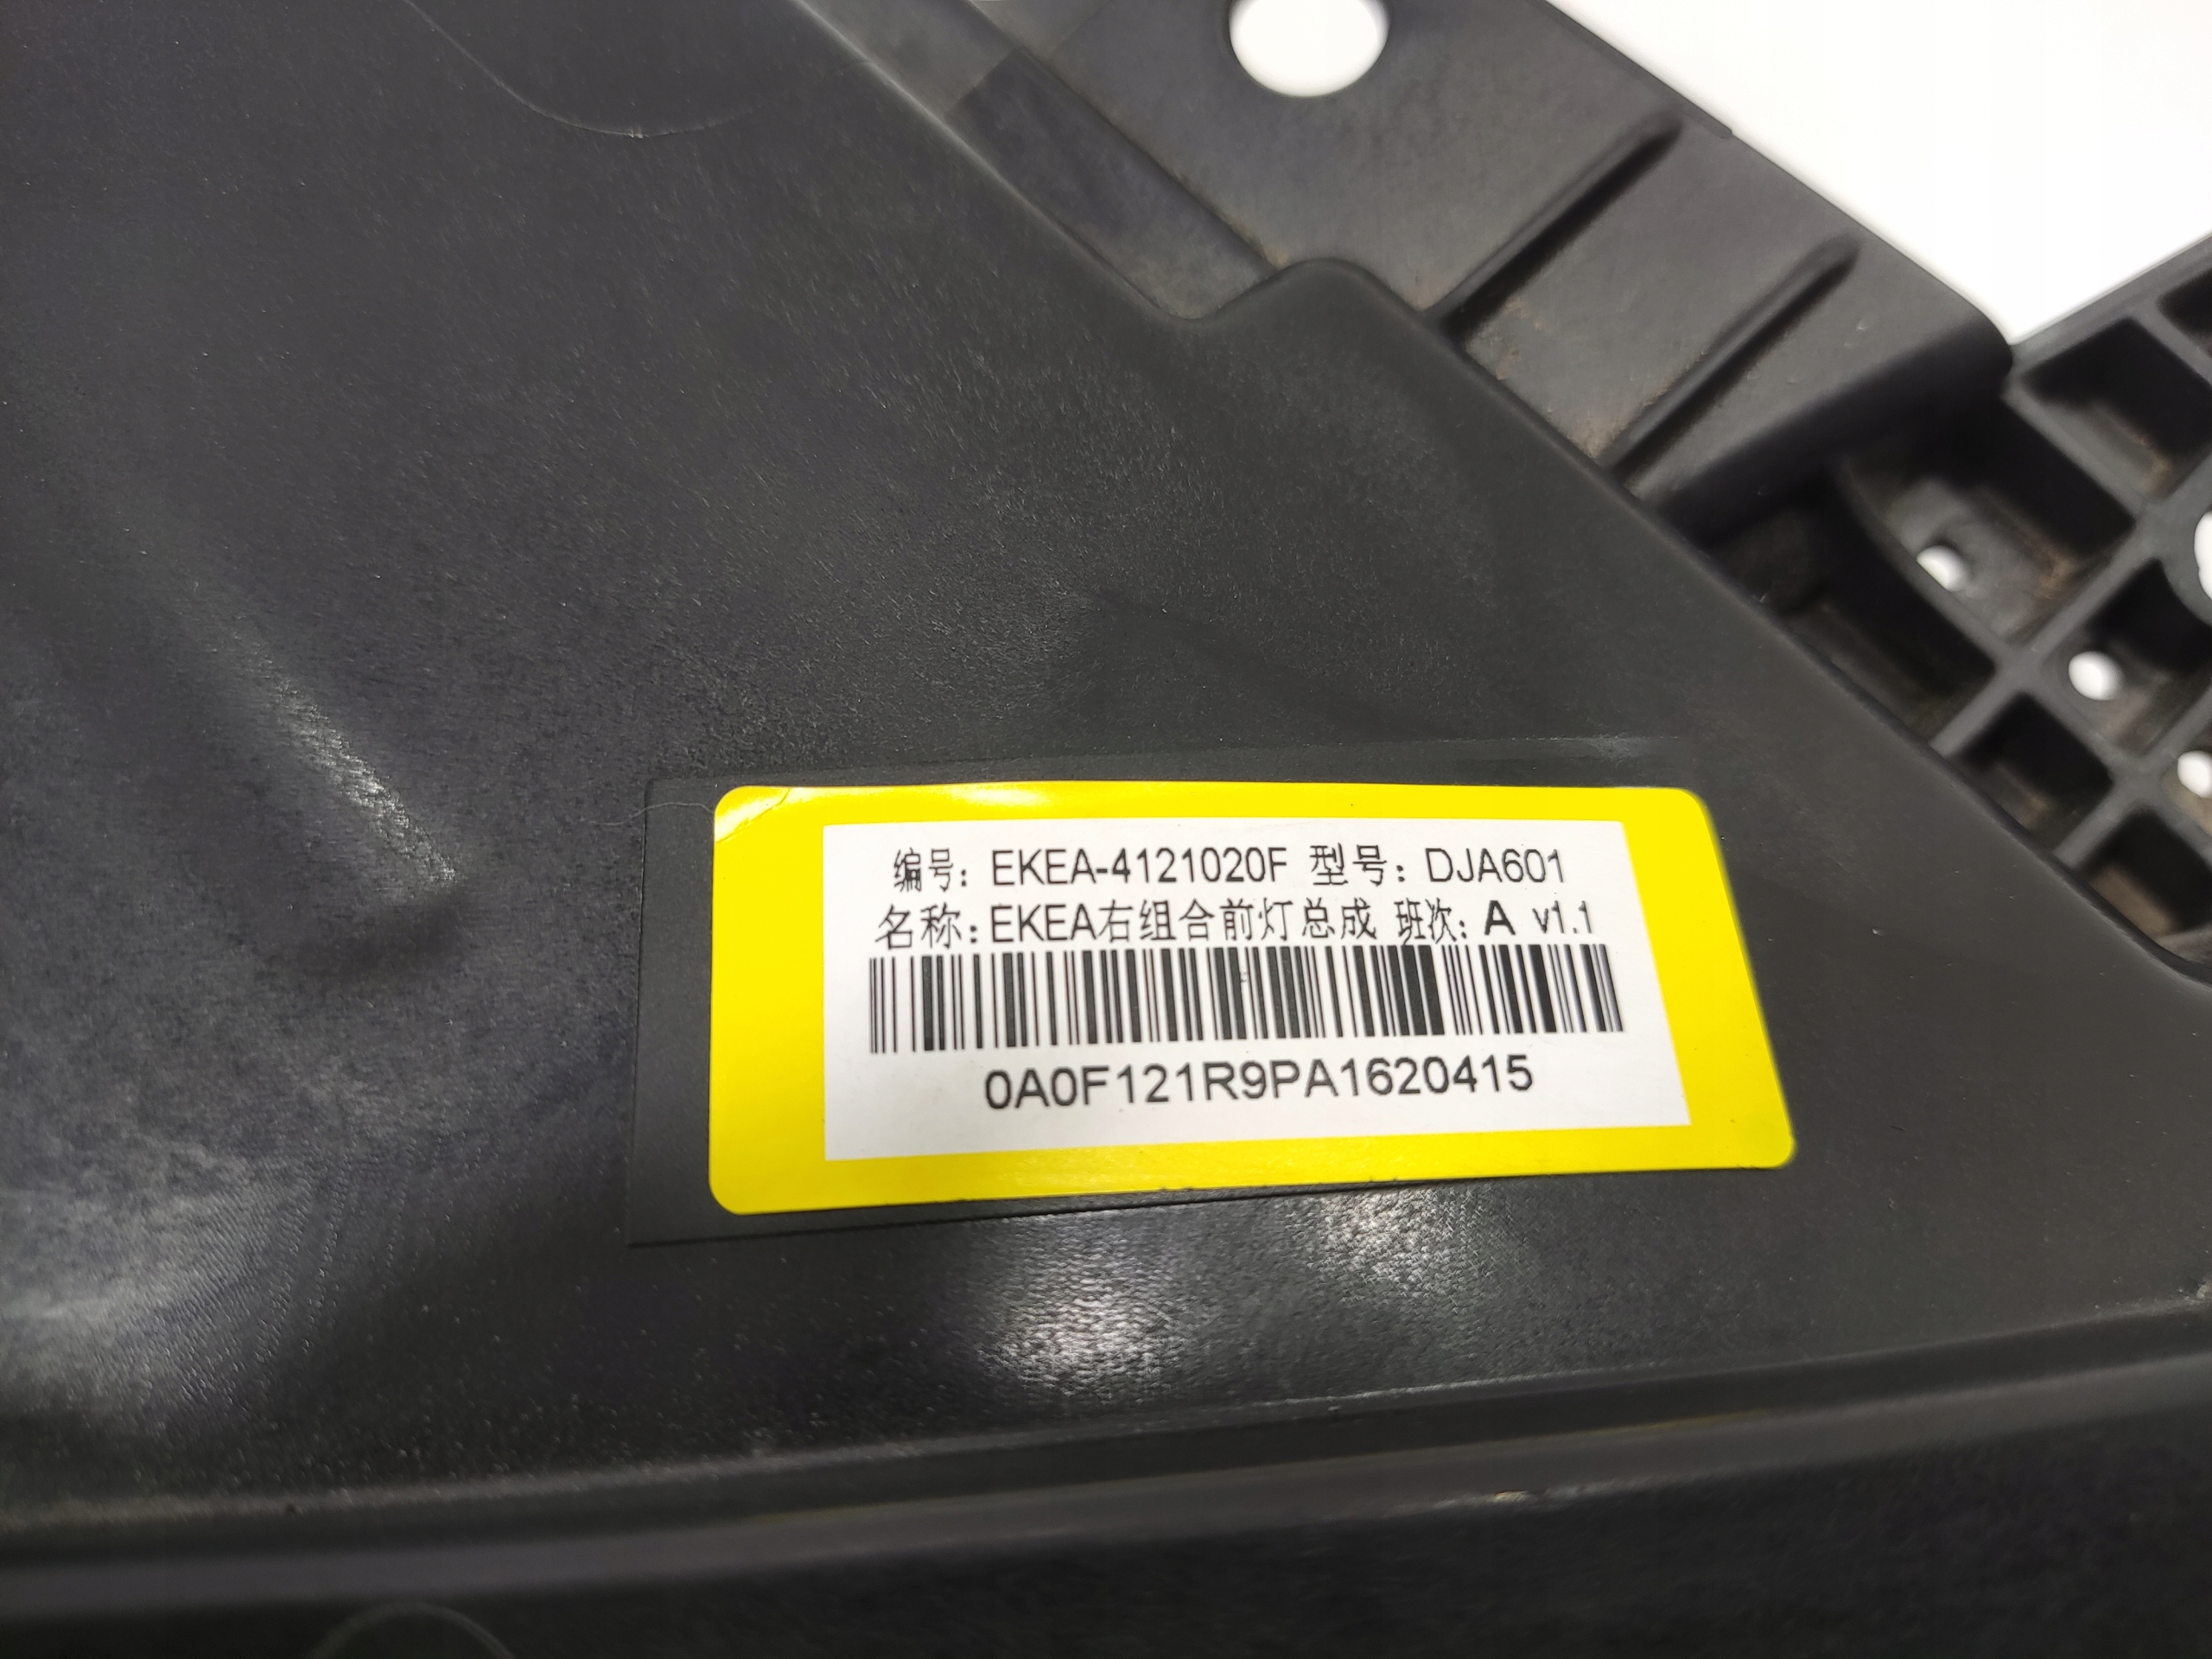 编号: EKEA-4121020F 型号: DJA601
名称: EKEA右组合前灯总成 班次: A v1.1
0A0F121R9PA1620415